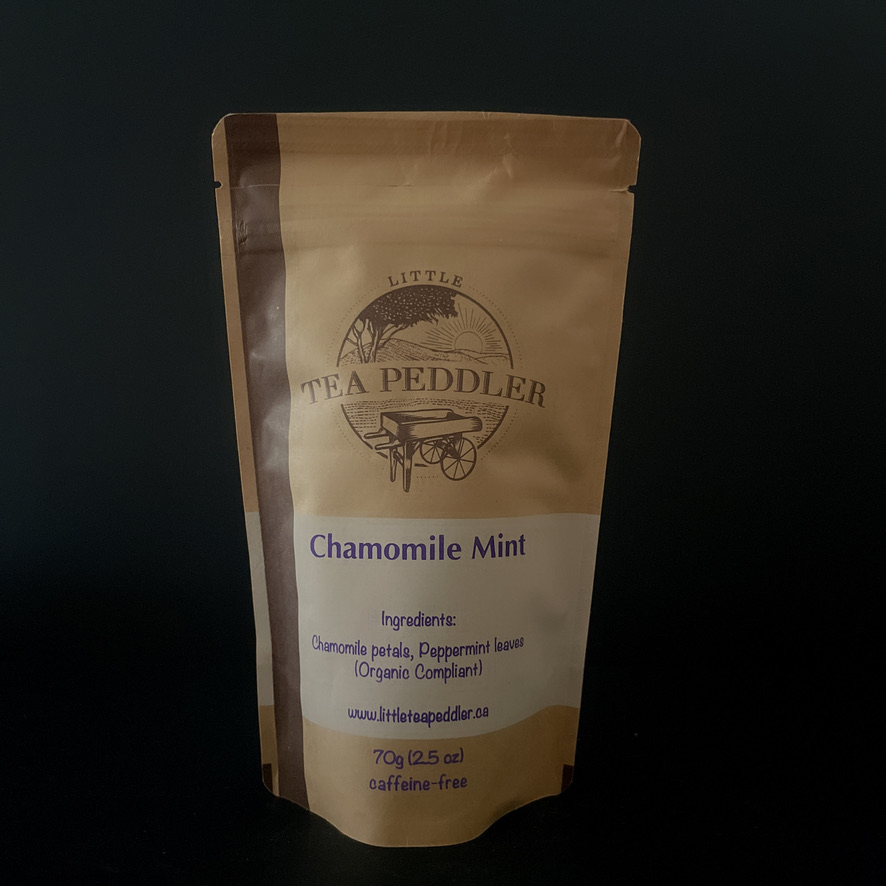 LITTLE
TEA PEDDLER
Chamomile Mint
Ingredients:
Chamomile petals, Peppermint leaves
(Organic Compliant)
www.littleteapeddler.ca
70g (2.5 oz)
caffeine-free